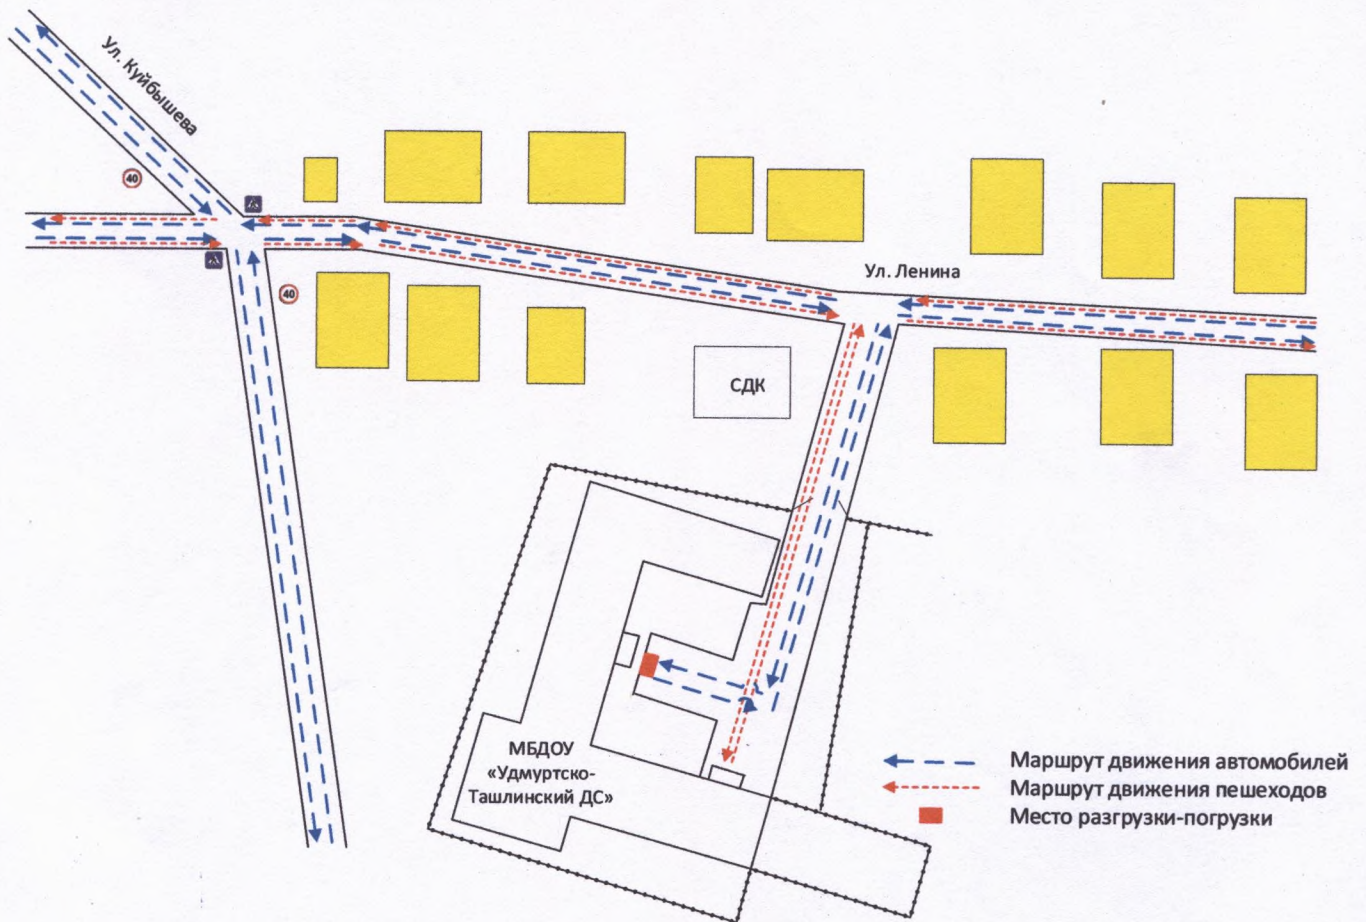 Ул. Куйбышева
40
40
Ул. Ленина
СДК
МБДОУ
«Удмуртско-
Ташлинский ДС»
Маршрут движения автомобилей
Маршрут движения пешеходов
Место разгрузки-погрузки